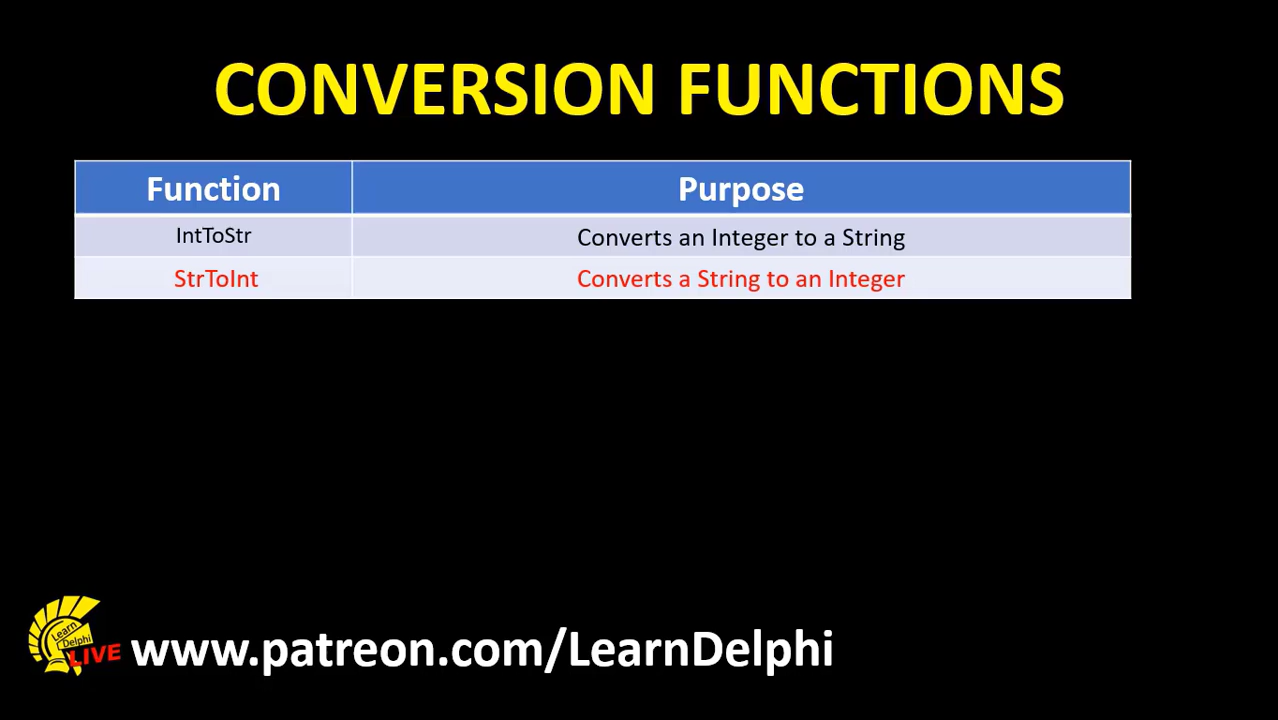 CONVERSION FUNCTIONS
Function Purpose
IntToStr Converts an Integer to a String
StrToInt Converts a String to an Integer
Learn
Delphi
LIVE
www.patreon.com/LearnDelphi